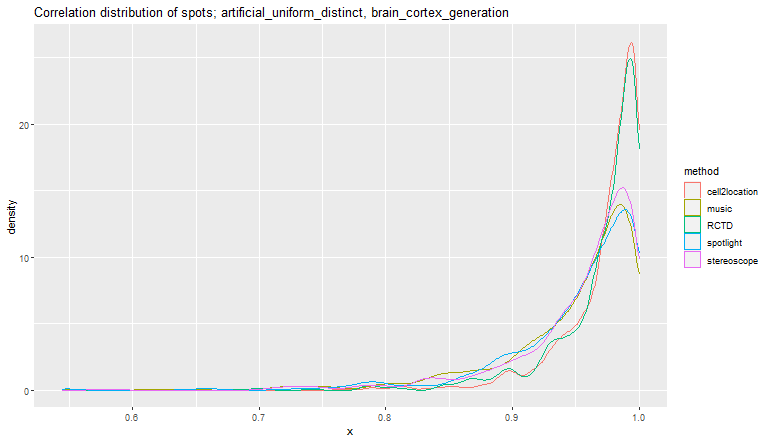 Correlation distribution of spots; artificial_uniform_distinct, brain_cortex_generation
density
20
10
0
0.6
0.7
0.8
0.9
1.0
x
method
cell2location
music
RCTD
spotlight
stereoscope